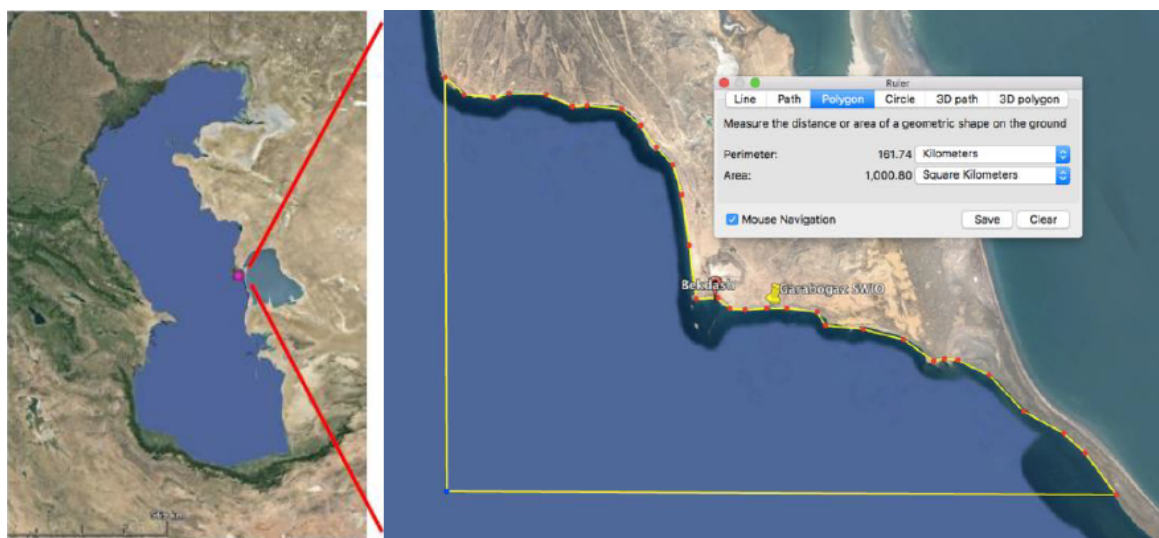 Ruler
Line Path Polygon Circle 3D path 3D polygon
Measure the distance or area of a geometric shape on the ground
Perimeter: 161.74 Kilometers
Area: 1,000.80 Square Kilometers
Mouse Navigation Save Clear
Bekdash Garabogaz SWIO